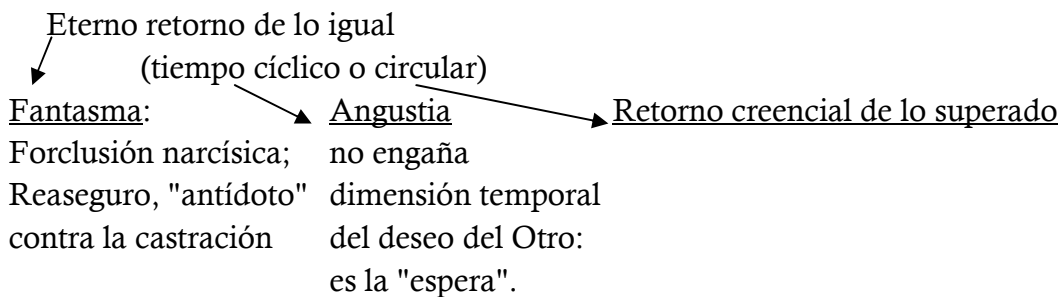 Eterno retorno de lo igual
(tiempo cíclico o circular)
Fantasma: Angustia Retorno creencial de lo superado
Forclusión narcísica; no engaña
Reaseguro, "antídoto" dimensión temporal
contra la castración del deseo del Otro:
es la "espera".